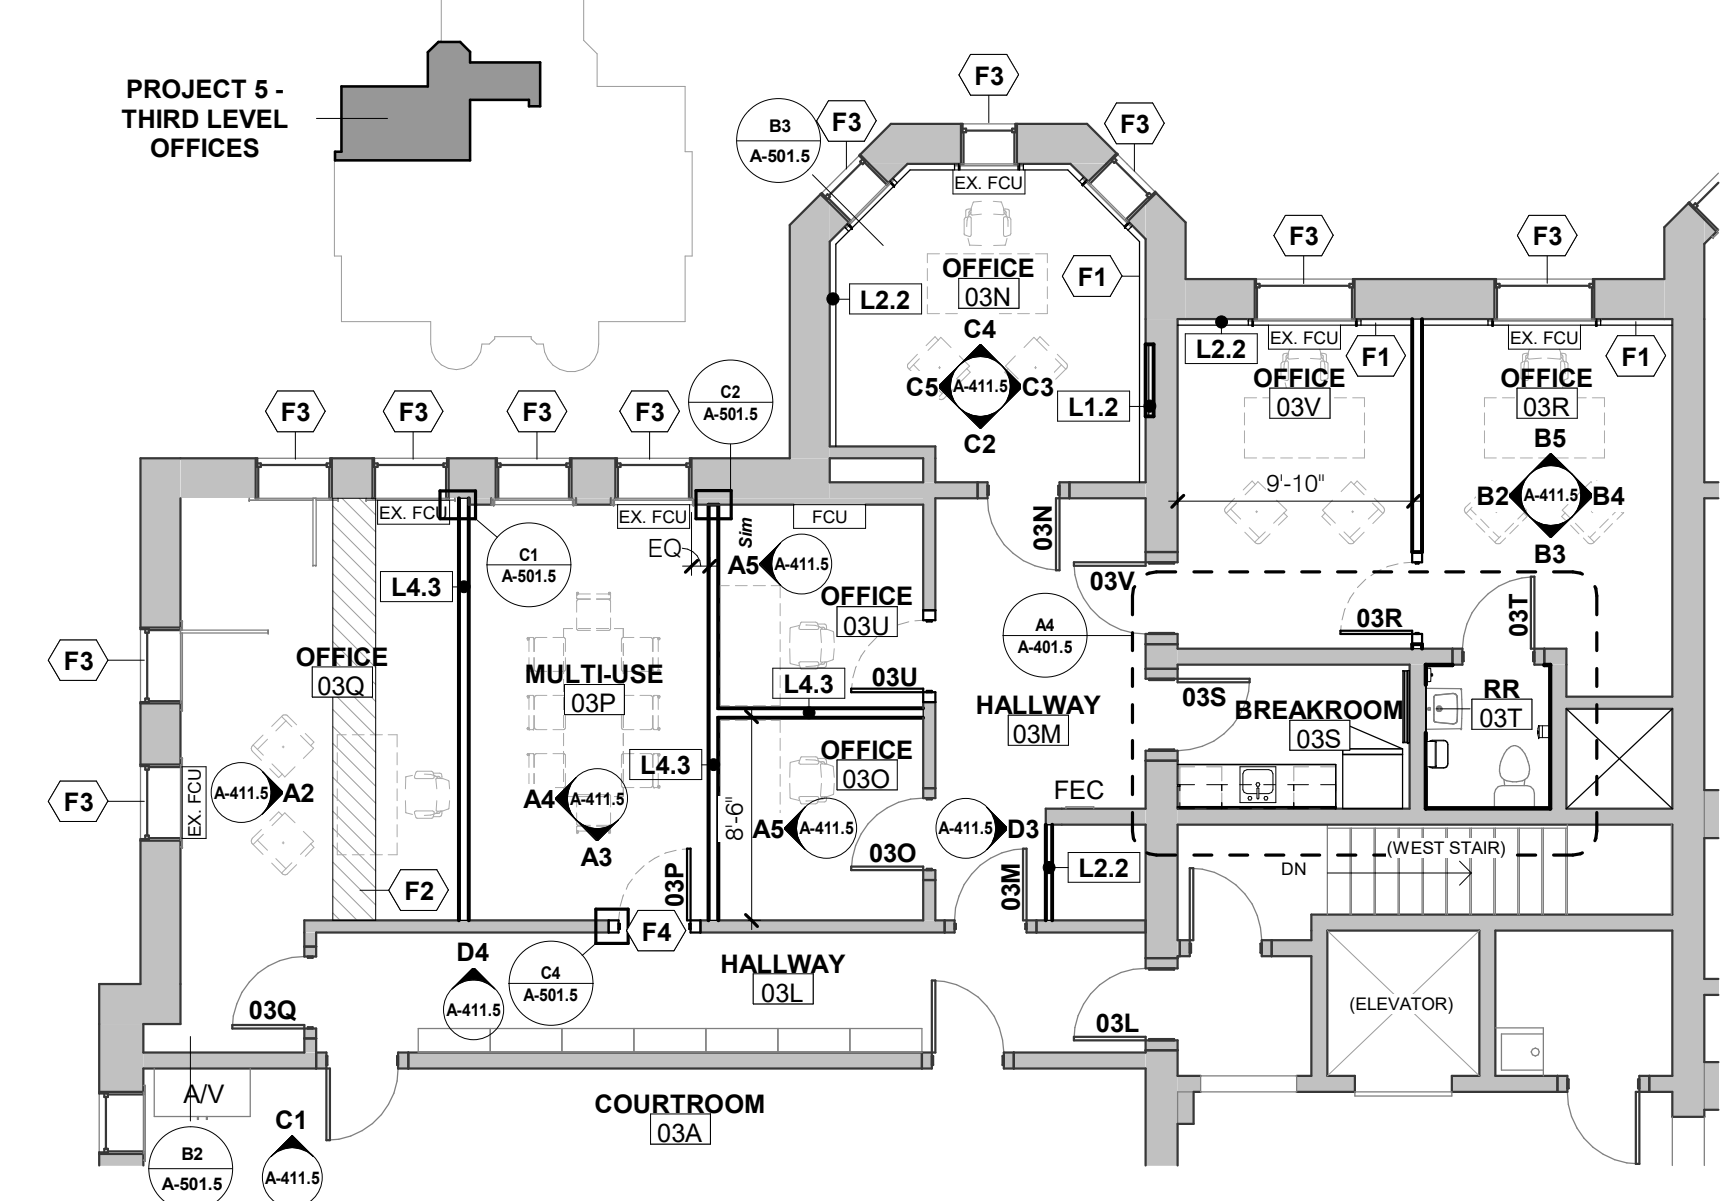 PROJECT 5 -
THIRD LEVEL
OFFICES
F3
B3
A-501.5
F3
F3
EX. FCU
OFFICE
03N
F1
L2.2
C4
C5
A-411.5
C3
C2
L1.2
F3
F3
L2.2
EX. FCU
F1
EX. FCU
F1
OFFICE
03V
OFFICE
03R
9'-10"
B5
B2
A-411.5
B4
B3
F3
F3
F3
F3
C2
A-501.5
EX. FCU
EX. FCU
FCU
Sim
EQ
A5
A-411.5
C1
A-501.5
L4.3
L4.3
OFFICE
03U
03U
03N
03V
A4
A-401.5
03R
03T
F3
OFFICE
03Q
MULTI-USE
03P
L4.3
HALLWAY
03M
03S
BREAKROOM
03S
RR
03T
F3
EX. FCU
A-411.5
A2
A4
A-411.5
A3
OFFICE
03O
8'-6"
A5
A-411.5
03O
A-411.5
D3
FEC
03M
L2.2
(WEST STAIR)
DN
F2
03P
F4
D4
A-411.5
C4
A-501.5
HALLWAY
03L
03Q
03L
(ELEVATOR)
A/V
COURTROOM
03A
C1
A-411.5
B2
A-501.5